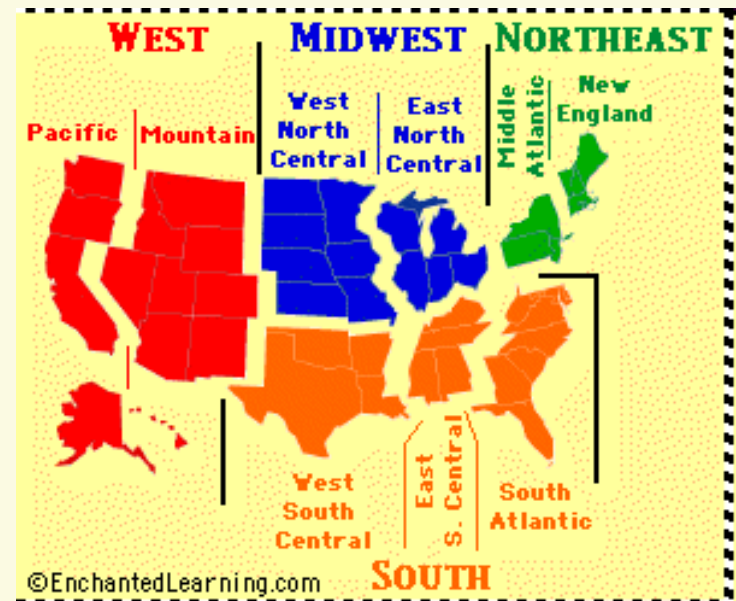 WEST
MIDWEST
NORTHEAST
Pacific
Mountain
West
North
Central
East
North
Central
Middle
Atlantic
New
England
West
South
Central
East
S. Central
South
Atlantic
SOUTH
©EnchantedLearning.com